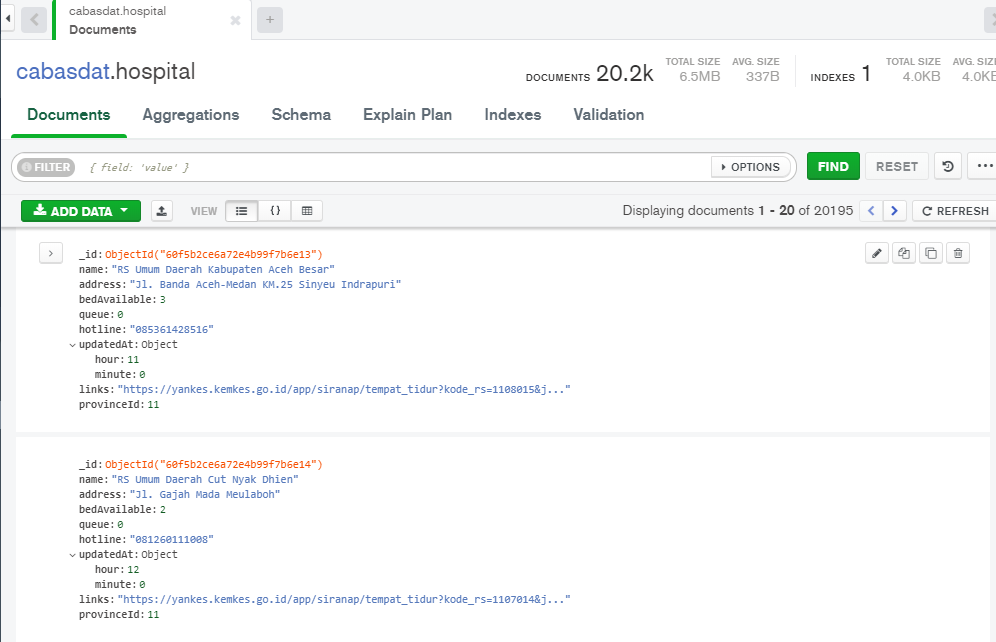 cabasdat.hospital
Documents
cabasdat.hospital
DOCUMENTS 20.2k
TOTAL SIZE
6.5MB
AVG. SIZE
337B
INDEXES 1
TOTAL SIZE
4.0KB
AVG. SIZE
4.0KB
Documents Aggregations Schema Explain Plan Indexes Validation
FILTER { field: 'value' } OPTIONS FIND RESET
ADD DATA VIEW {} Displaying documents 1 - 20 of 20195 REFRESH
_id: ObjectId("60f5b2ce6a72e4b99f7b6e13")
name: "RS Umum Daerah Kabupaten Aceh Besar"
address: "Jl. Banda Aceh-Medan KM.25 Sinyeu Indrapuri"
bedAvailable: 3
queue: 0
hotline: "085361428516"
updatedAt: Object
hour: 11
minute: 0
links: "https://yankes.kemkes.go.id/app/siranap/tempat_tidur?kode_rs=1108015&j..."
provinceId: 11
_id: ObjectId("60f5b2ce6a72e4b99f7b6e14")
name: "RS Umum Daerah Cut Nyak Dhien"
address: "Jl. Gajah Mada Meulaboh"
bedAvailable: 2
queue: 0
hotline: "081260111008"
updatedAt: Object
hour: 12
minute: 0
links: "https://yankes.kemkes.go.id/app/siranap/tempat_tidur?kode_rs=1107014&j..."
provinceId: 11